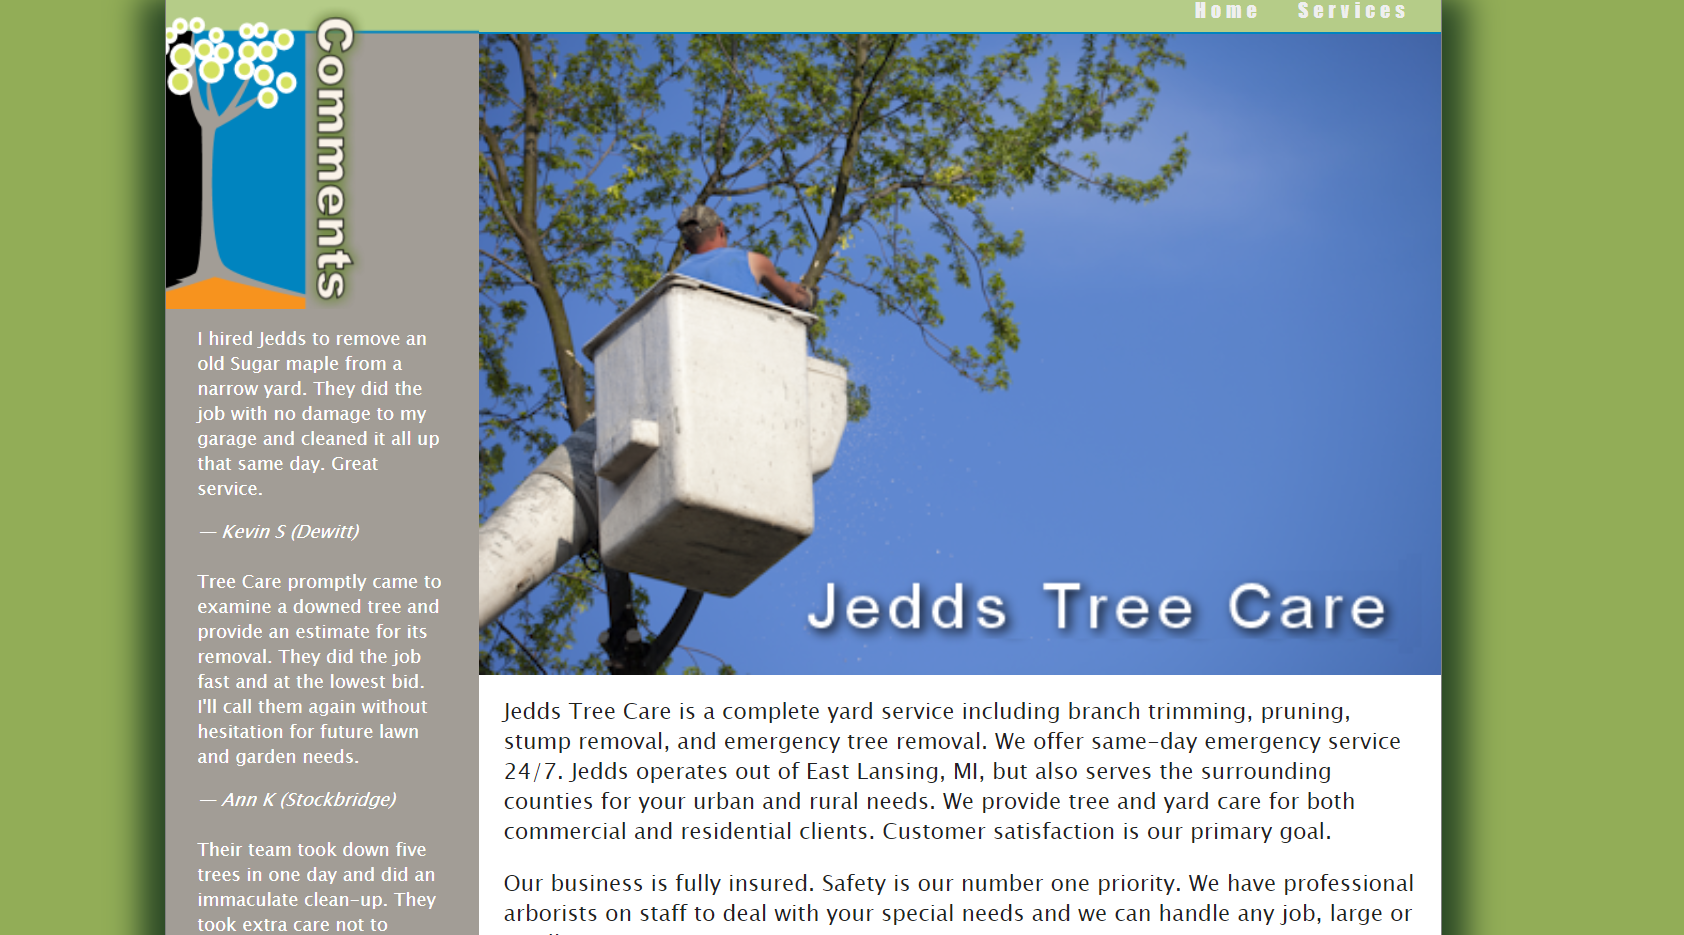 Home Services
Comments
I hired Jedds to remove an
old Sugar maple from a
narrow yard. They did the
job with no damage to my
garage and cleaned it all up
that same day. Great
service.
— Kevin S (Dewitt)
Tree Care promptly came to
examine a downed tree and
provide an estimate for its
removal. They did the job
fast and at the lowest bid.
I'll call them again without
hesitation for future lawn
and garden needs.
— Ann K (Stockbridge)
Their team took down five
trees in one day and did an
immaculate clean-up. They
took extra care not to
Jedds Tree Care
Jedds Tree Care is a complete yard service including branch trimming, pruning,
stump removal, and emergency tree removal. We offer same-day emergency service
24/7. Jedds operates out of East Lansing, MI, but also serves the surrounding
counties for your urban and rural needs. We provide tree and yard care for both
commercial and residential clients. Customer satisfaction is our primary goal.
Our business is fully insured. Safety is our number one priority. We have professional
arborists on staff to deal with your special needs and we can handle any job, large or